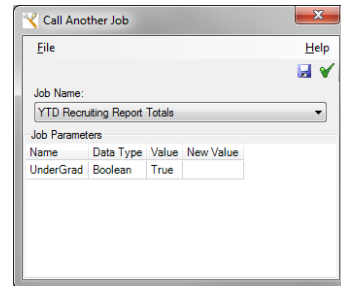 Call Another Job
File Help
Job Name:
YTD Recruiting Report Totals
Job Parameters
Name Data Type Value New Value
UnderGrad Boolean True